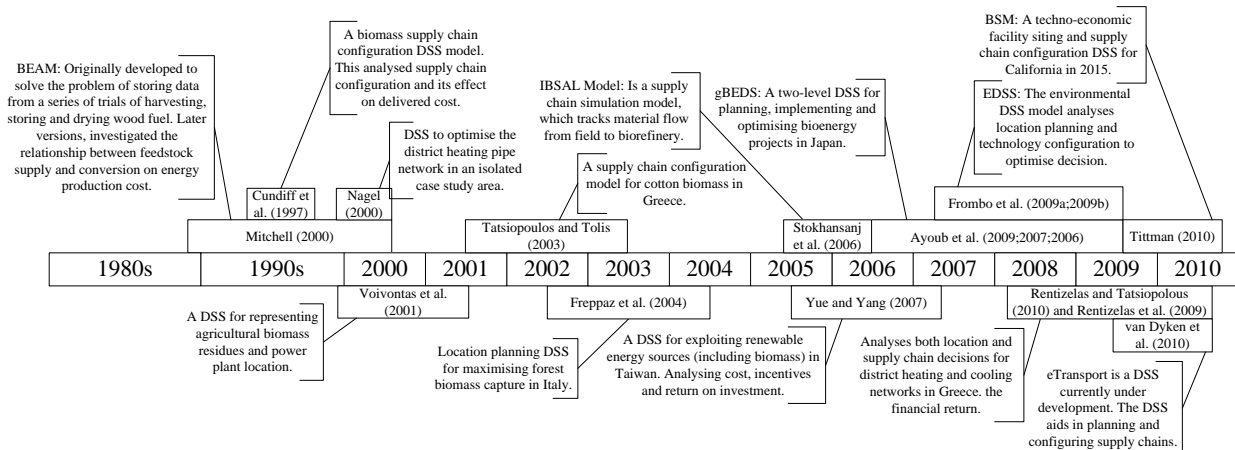 BEAM: Originally developed to
solve the problem of storing data
from a series of trials of harvesting,
storing and drying wood fuel. Later
versions, investigated the
relationship between feedstock
supply and conversion on energy
production cost.
A biomass supply chain
configuration DSS model.
This analysed supply chain
configuration and its effect
on delivered cost.
DSS to optimise the
district heating pipe
network in an isolated
case study area.
IBSAL Model: Is a supply
chain simulation model,
which tracks material flow
from field to biorefinery.
A supply chain configuration
model for cotton biomass in
Greece.
gBEDS: A two-level DSS for
planning, implementing and
optimising bioenergy
projects in Japan.
BSM: A techno-economic
facility siting and supply
chain configuration DSS for
California in 2015.
EDSS: The environmental
DSS model analyses
location planning and
technology configuration to
optimise decision.
Cundiff et
al. (1997)
Nagel
(2000)
Frombo et al. (2009a;2009b)
Mitchell (2000)
Tatsiopoulos and Tolis
(2003)
Stokhansanj
et al. (2006)
Ayoub et al. (2009;2007;2006)
Tittman (2010)
1980s
1990s
2000
2001
2002
2003
2004
2005
2006
2007
2008
2009
2010
Voivontas et al.
(2001)
Freppaz et al. (2004)
Yue and Yang (2007)
Rentizelas and Tatsiopolous
(2010) and Rentizelas et al. (2009)
van Dyken et
al. (2010)
A DSS for representing
agricultural biomass
residues and power
plant location.
Location planning DSS
for maximising forest
biomass capture in Italy.
A DSS for exploiting renewable
energy sources (including biomass) in
Taiwan. Analysing cost, incentives
and return on investment.
Analyses both location and
supply chain decisions for
district heating and cooling
networks in Greece. the
financial return.
eTransport is a DSS
currently under
development. The DSS
aids in planning and
configuring supply chains.